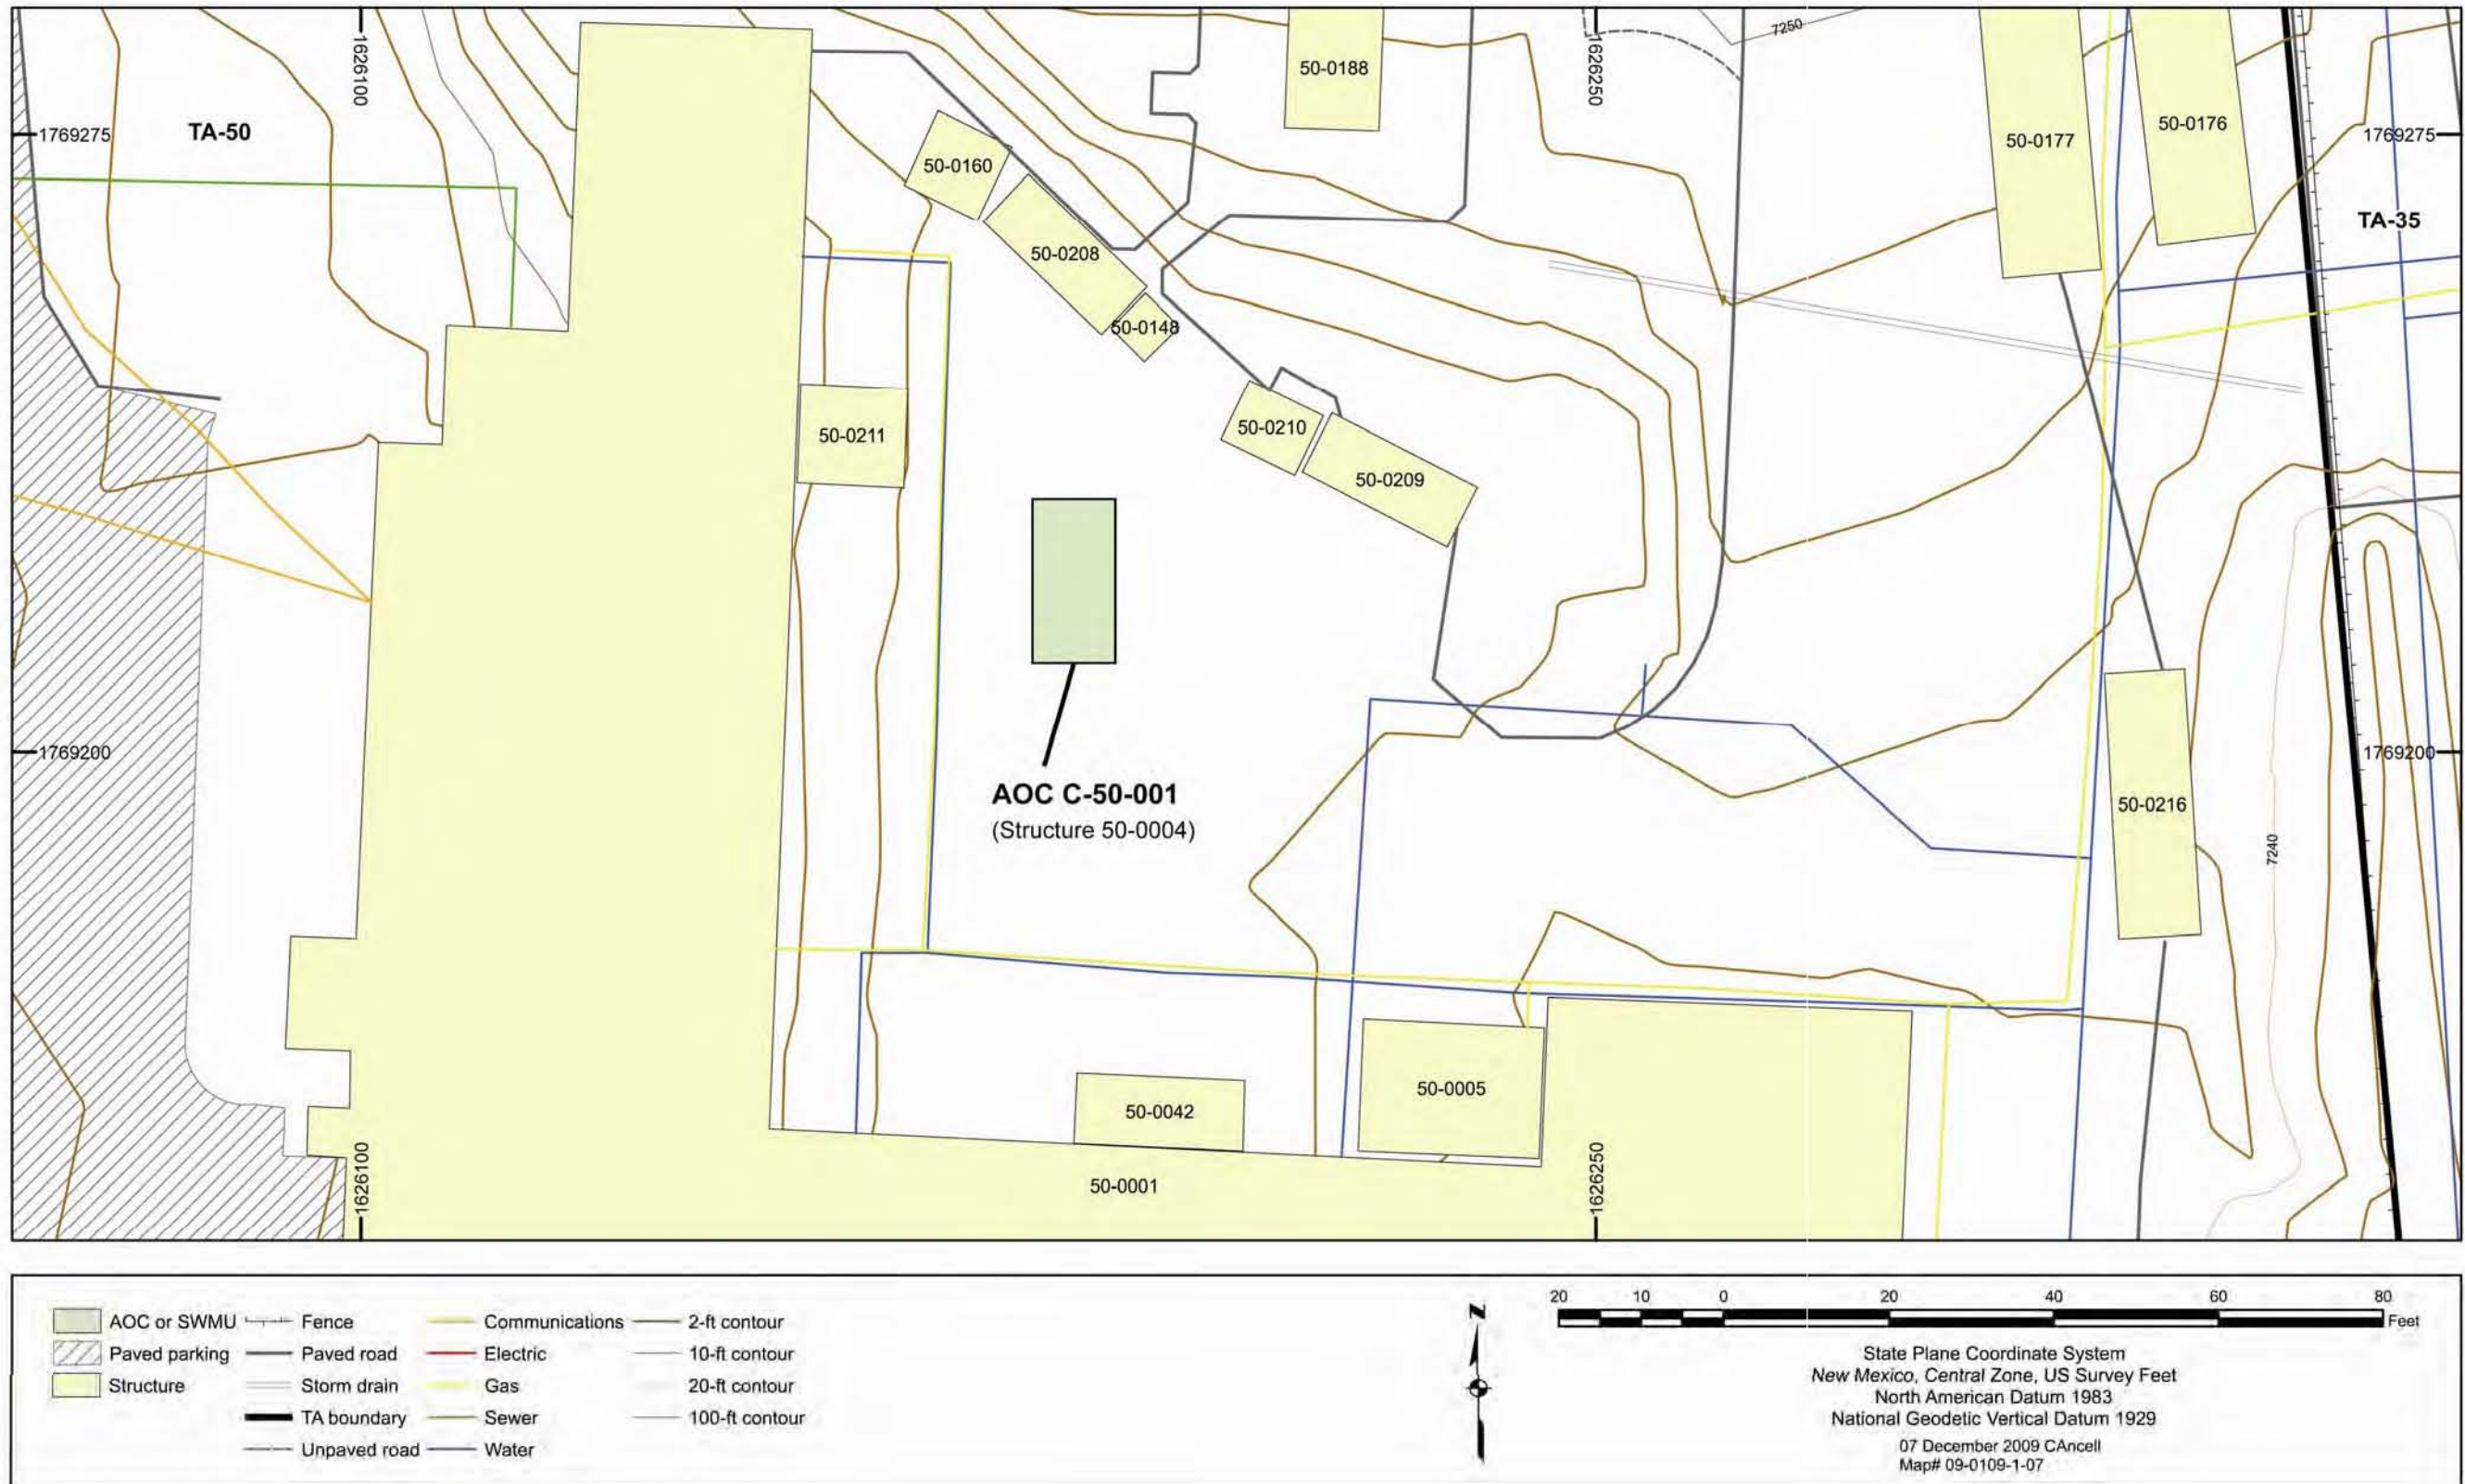 1626100
1626250
7250
50-0188
50-0177
50-0176
1769275
TA-50
1769275
50-0160
TA-35
50-0208
50-0148
50-0211
50-0210
50-0209
1769200
1769200
AOC C-50-001
(Structure 50-0004)
50-0216
7240
50-0005
50-0042
50-0001
1626100
1626250
AOC or SWMU
Paved parking
Structure
Fence
Paved road
Storm drain
TA boundary
Unpaved road
Communications
Electric
Gas
Sewer
Water
2-ft contour
10-ft contour
20-ft contour
100-ft contour
N
20 10 0 20 40 60 80
Feet
State Plane Coordinate System
New Mexico, Central Zone, US Survey Feet
North American Datum 1983
National Geodetic Vertical Datum 1929
07 December 2009 CAncell
Map# 09-0109-1-07